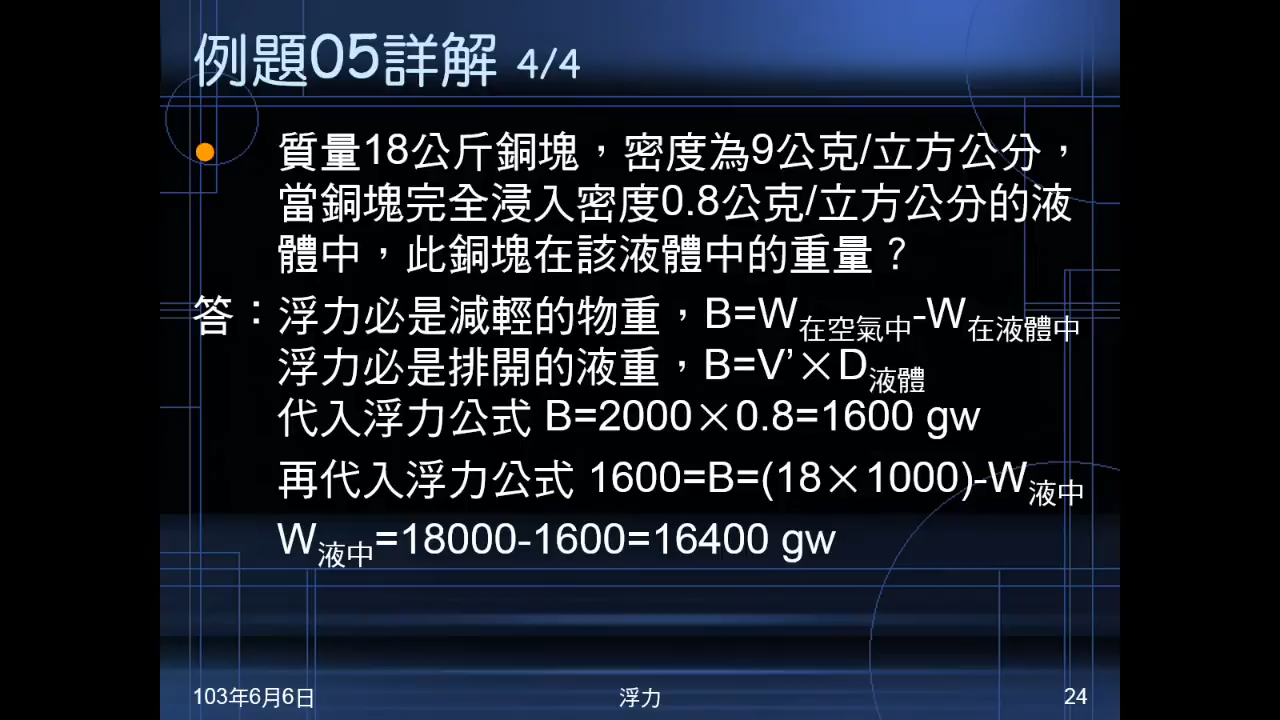 例題05詳解 4/4
質量18公斤銅塊，密度為9公克/立方公分，
當銅塊完全浸入密度0.8公克/立方公分的液
體中，此銅塊在該液體中的重量？
答：浮力必是減輕的物重，B=W在空氣中-W在液體中
浮力必是排開的液重，B=V’×D液體
代入浮力公式 B=2000×0.8=1600 gw
再代入浮力公式 1600=B=(18×1000)-W液中
W液中=18000-1600=16400 gw
103年6月6日 浮力 24